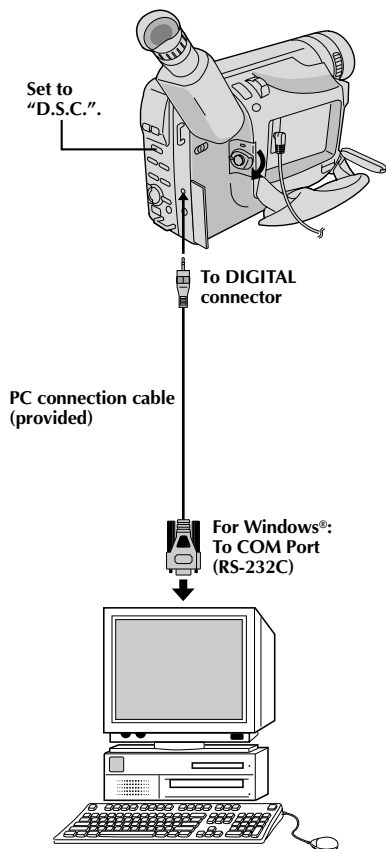 Set to
“D.S.C.”.
To DIGITAL
connector
PC connection cable
(provided)
For Windows®:
To COM Port
(RS-232C)